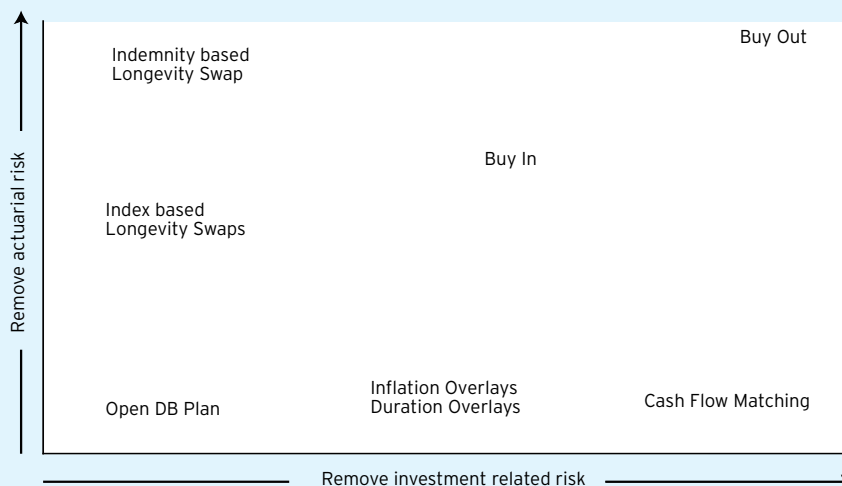 Buy Out
Indemnity based
Longevity Swap
Buy In
Index based
Longevity Swaps
Remove actuarial risk
Inflation Overlays
Duration Overlays
Cash Flow Matching
Open DB Plan
Remove investment related risk